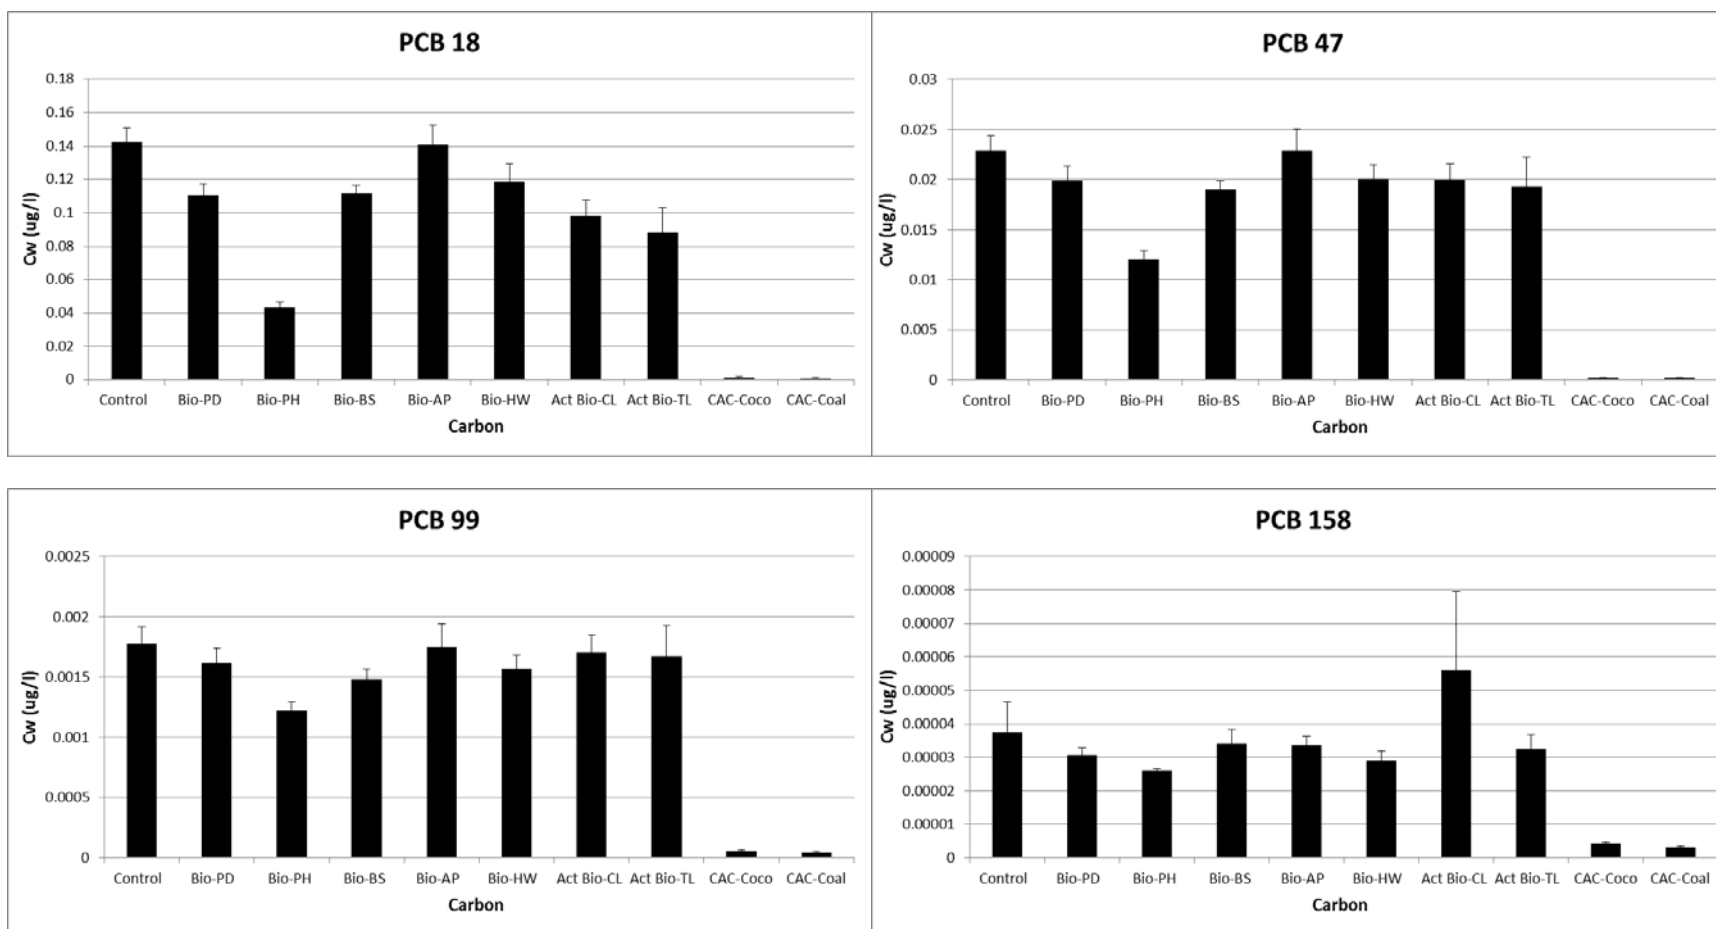 PCB 18
0.18
0.16
0.14
0.12
0.1
0.08
0.06
0.04
0.02
0
Cw (ug/l)
Control Bio-PD Bio-PH Bio-BS Bio-AP Bio-HW Act Bio-CL Act Bio-TL CAC-Coco CAC-Coal
Carbon
PCB 47
0.03
0.025
0.02
0.015
0.01
0.005
0
Cw (ug/l)
Control Bio-PD Bio-PH Bio-BS Bio-AP Bio-HW Act Bio-CL Act Bio-TL CAC-Coco CAC-Coal
Carbon
PCB 99
0.0025
0.002
0.0015
0.001
0.0005
0
Cw (ug/l)
Control Bio-PD Bio-PH Bio-BS Bio-AP Bio-HW Act Bio-CL Act Bio-TL CAC-Coco CAC-Coal
Carbon
PCB 158
0.00009
0.00008
0.00007
0.00006
0.00005
0.00004
0.00003
0.00002
0.00001
0
Cw (ug/l)
Control Bio-PD Bio-PH Bio-BS Bio-AP Bio-HW Act Bio-CL Act Bio-TL CAC-Coco CAC-Coal
Carbon